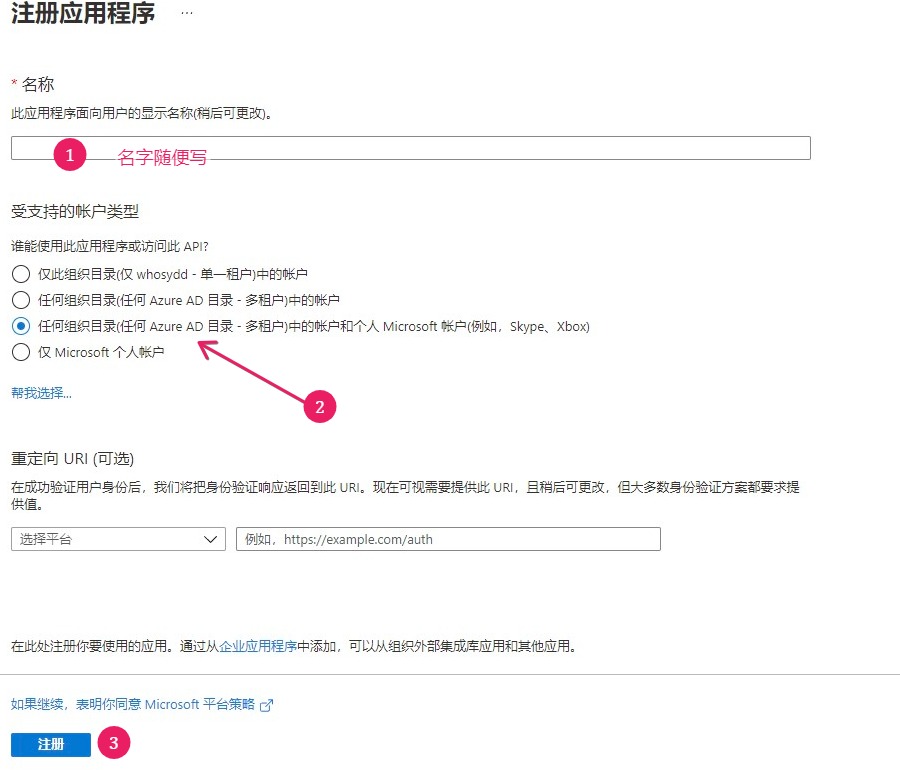 注册应用程序 ...
* 名称
此应用程序面向用户的显示名称(稍后可更改)。
1 名字随便写
受支持的帐户类型
谁能使用此应用程序或访问此 API?
仅此组织目录(仅 whosydd - 单一租户)中的帐户
任何组织目录(任何 Azure AD 目录 - 多租户)中的帐户
任何组织目录(任何 Azure AD 目录 - 多租户)中的帐户和个人 Microsoft 帐户(例如，Skype、Xbox)
仅 Microsoft 个人帐户
帮我选择...
2
重定向 URI (可选)
在成功验证用户身份后，我们将把身份验证响应返回到此 URI。现在可视需要提供此 URI，且稍后可更改，但大多数身份验证方案都要求提
供值。
选择平台 例如，https://example.com/auth
在此处注册你要使用的应用。通过从企业应用程序中添加，可以从组织外部集成库应用和其他应用。
如果继续，表明你同意 Microsoft 平台策略
注册 3